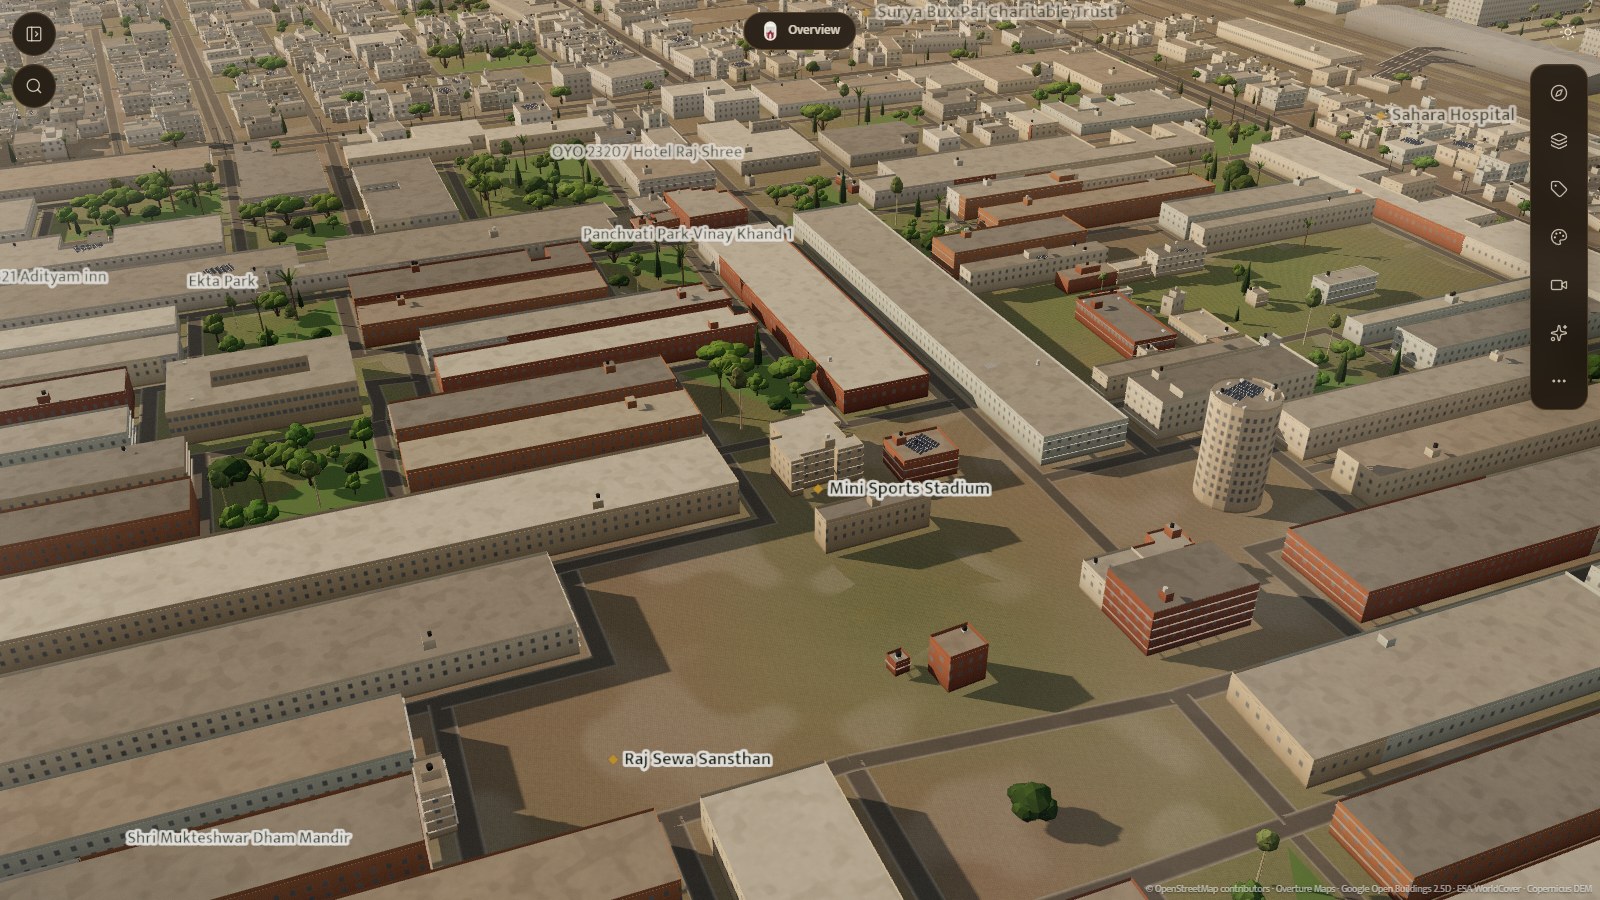 Surya Bux Pal Charitable Trust
Overview
Sahara Hospital
OYO 23207 Hotel Raj Shree
Panchvati Park-Vinay Khand 1
21 Adityam inn
Ekta Park
Mini Sports Stadium
Raj Sewa Sansthan
Shri Mukteshwar Dham Mandir
© OpenStreetMap contributors · Overture Maps · Google Open Buildings 2.5D · ESA WorldCover · Copernicus DEM